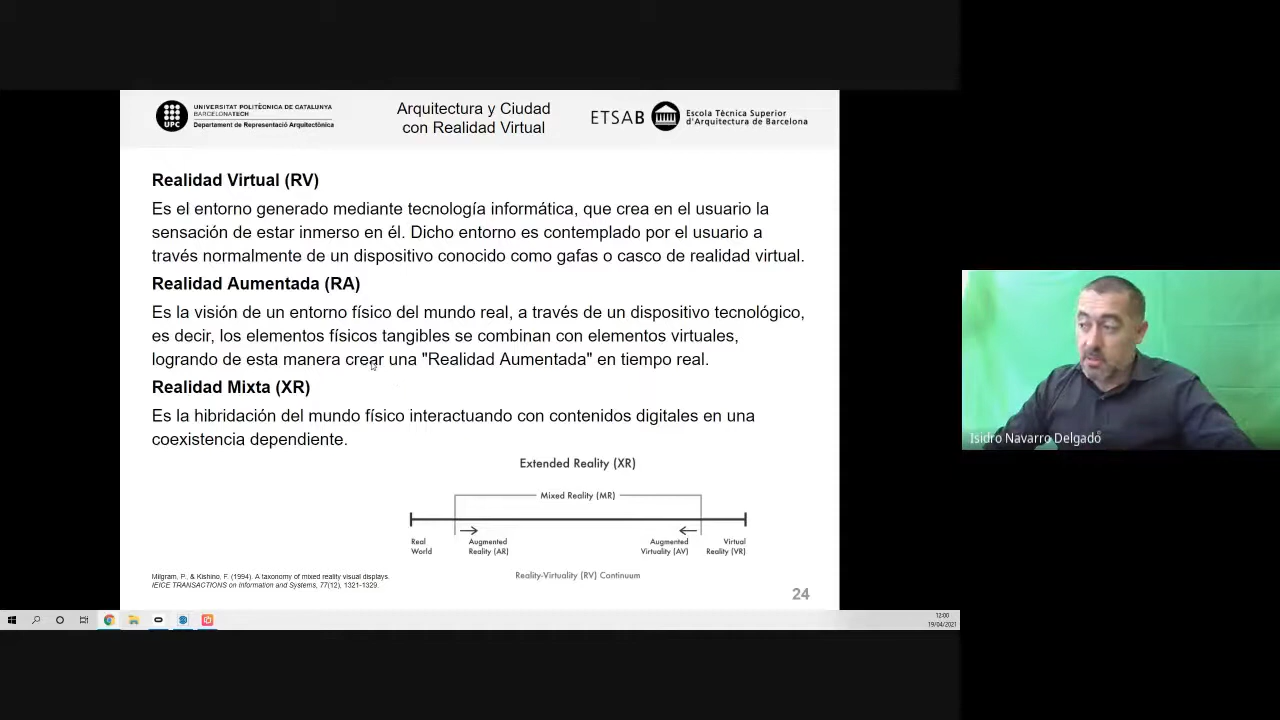 UNIVERSITAT POLITÈCNICA DE CATALUNYA
BARCELONATECH
Departament de Representació Arquitectònica
UPC
Arquitectura y Ciudad
con Realidad Virtual
ETSAB
Escola Tècnica Superior
d'Arquitectura de Barcelona
Realidad Virtual (RV)
Es el entorno generado mediante tecnología informática, que crea en el usuario la
sensación de estar inmerso en él. Dicho entorno es contemplado por el usuario a
través normalmente de un dispositivo conocido como gafas o casco de realidad virtual.
Realidad Aumentada (RA)
Es la visión de un entorno físico del mundo real, a través de un dispositivo tecnológico,
es decir, los elementos físicos tangibles se combinan con elementos virtuales,
logrando de esta manera crear una "Realidad Aumentada" en tiempo real.
Realidad Mixta (XR)
Es la hibridación del mundo físico interactuando con contenidos digitales en una
coexistencia dependiente.
Extended Reality (XR)
Mixed Reality (MR)
Real
World
Augmented
Reality (AR)
Augmented
Virtuality (AV)
Virtual
Reality (VR)
Reality-Virtuality (RV) Continuum
Milgram, P., & Kishino, F. (1994). A taxonomy of mixed reality visual displays.
IEICE TRANSACTIONS on Information and Systems, 77(12), 1321-1329.
24
Isidro Navarro Delgado
12:00
19/04/2021